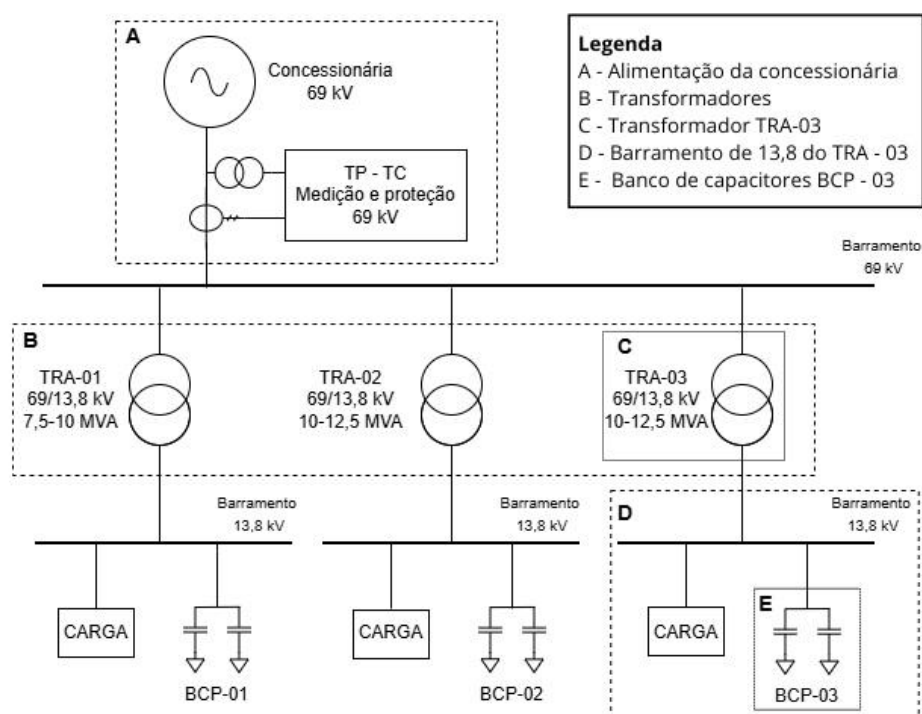 A
Concessionária
69 kV
TP - TC
Medição e proteção
69 kV
Legenda
A - Alimentação da concessionária
B - Transformadores
C - Transformador TRA-03
D - Barramento de 13,8 do TRA - 03
E -  Banco de capacitores BCP - 03
Barramento
69 kV
B
TRA-01
69/13,8 kV
7,5-10 MVA
TRA-02
69/13,8 kV
10-12,5 MVA
C
TRA-03
69/13,8 kV
10-12,5 MVA
Barramento
13,8 kV
CARGA
BCP-01
Barramento
13,8 kV
CARGA
BCP-02
D
Barramento
13,8 kV
CARGA
E
BCP-03